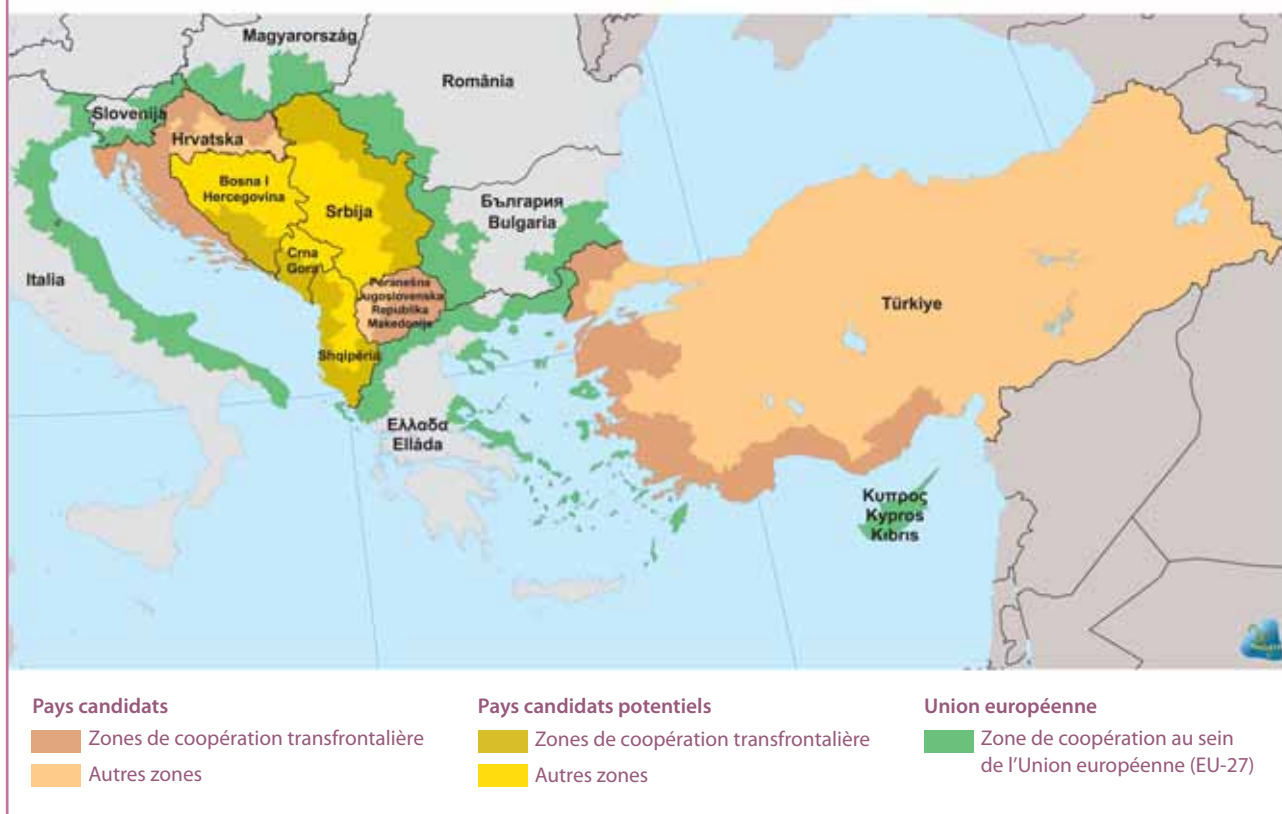 Magyarország
România
Slovenija
Hrvatska
Bosna I
Hercegovina
Srbija
България
Bulgaria
Crna
Gora
Italia
Peranešna
Jugoslovenska
Republika
Makedonije
Türkiye
Shqipëria
Ελλαδα
Elláda
Κυπρος
Kypros
Kıbrıs
Pays candidats
Zones de coopération transfrontalière
Autres zones
Pays candidats potentiels
Zones de coopération transfrontalière
Autres zones
Union européenne
Zone de coopération au sein
de l’Union européenne (EU-27)